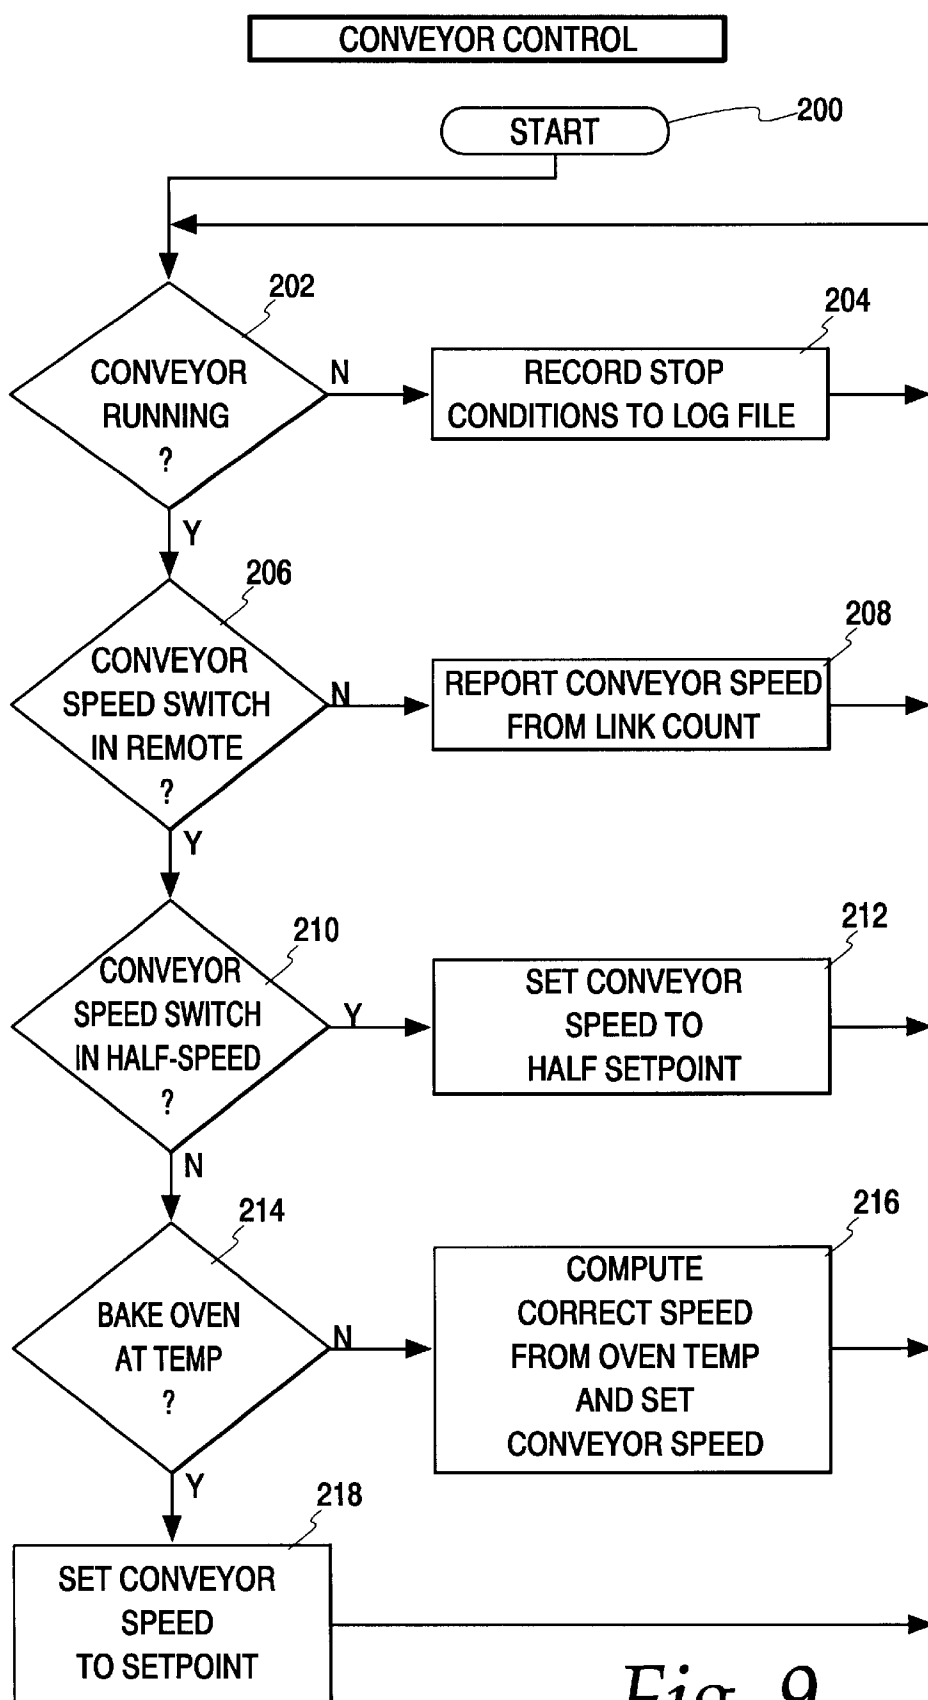 CONVEYOR CONTROL
START
200
202
CONVEYOR
RUNNING
?
N
Y
204
RECORD STOP
CONDITIONS TO LOG FILE
206
CONVEYOR
SPEED SWITCH
IN REMOTE
?
N
Y
208
REPORT CONVEYOR SPEED
FROM LINK COUNT
210
CONVEYOR
SPEED SWITCH
IN HALF-SPEED
?
Y
N
212
SET CONVEYOR
SPEED TO
HALF SETPOINT
214
BAKE OVEN
AT TEMP
?
N
Y
216
COMPUTE
CORRECT SPEED
FROM OVEN TEMP
AND SET
CONVEYOR SPEED
218
SET CONVEYOR
SPEED
TO SETPOINT
Fig. 9